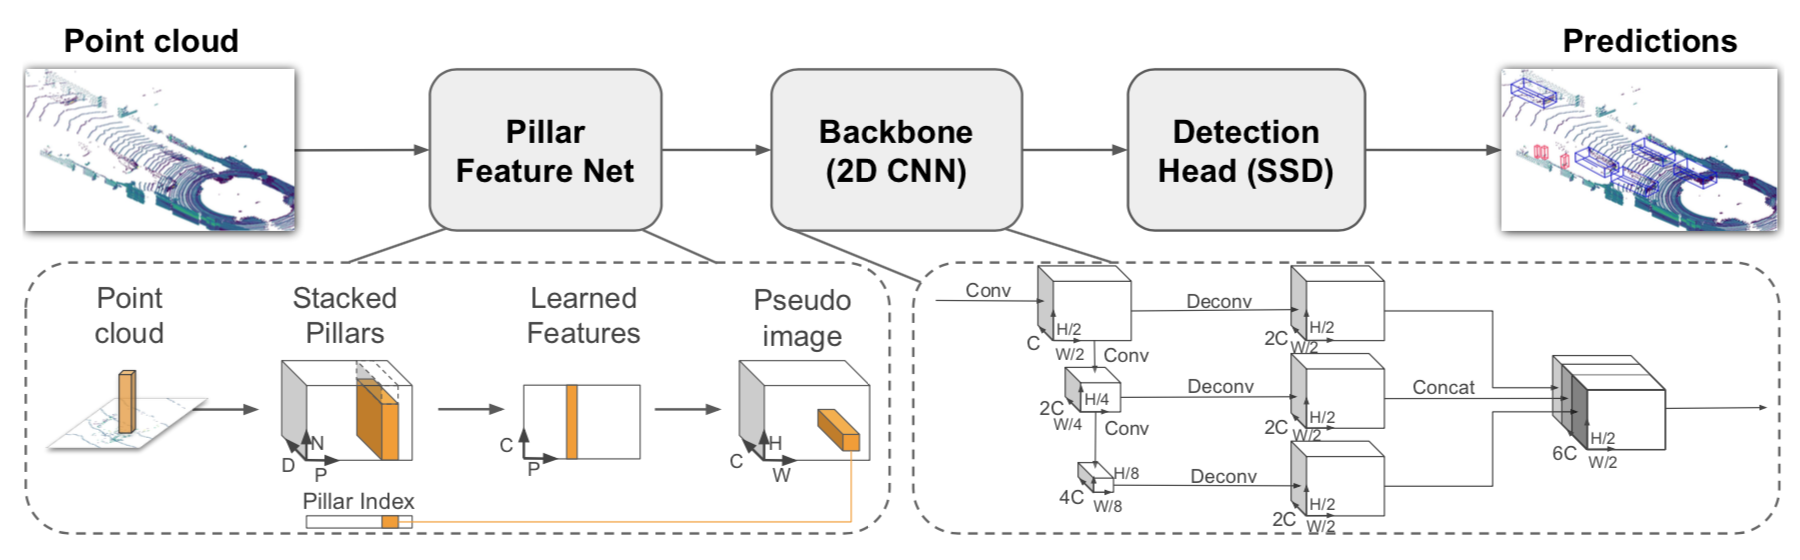 Point cloud
Predictions
Pillar
Feature Net
Backbone
(2D CNN)
Detection
Head (SSD)
Point
cloud
Stacked
Pillars
Learned
Features
Pseudo
image
N
D
P
C
P
H
C
W
Pillar Index
Conv
H/2
C
W/2
Conv
H/4
2C
W/4
Conv
H/8
4C
W/8
Deconv
H/2
2C
W/2
Deconv
H/2
2C
W/2
Deconv
H/2
2C
W/2
Concat
H/2
6C
W/2